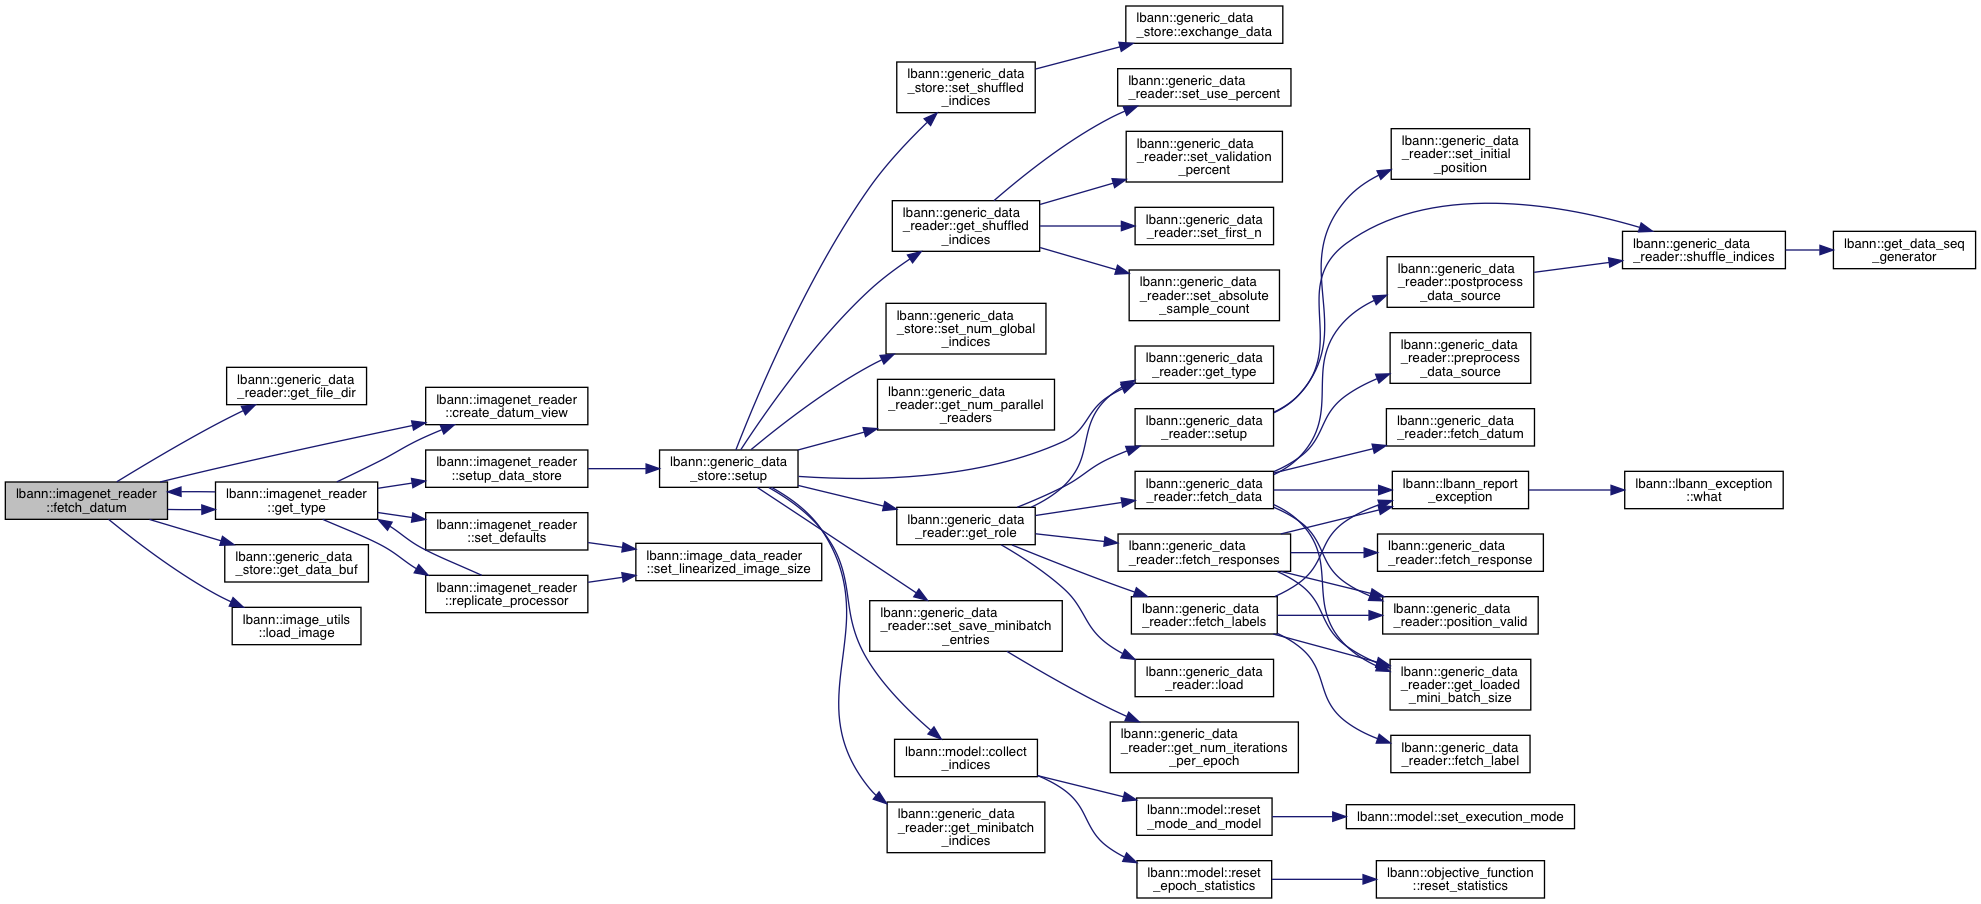 lbann::imagenet_reader
::fetch_datum
lbann::generic_data
_reader::get_file_dir
lbann::imagenet_reader
::get_type
lbann::generic_data
_store::get_data_buf
lbann::image_utils
::load_image
lbann::imagenet_reader
::create_datum_view
lbann::imagenet_reader
::setup_data_store
lbann::imagenet_reader
::set_defaults
lbann::imagenet_reader
::replicate_processor
lbann::generic_data
_store::setup
lbann::image_data_reader
::set_linearized_image_size
lbann::generic_data
_store::set_shuffled
_indices
lbann::generic_data
_reader::get_shuffled
_indices
lbann::generic_data
_store::set_num_global
_indices
lbann::generic_data
_reader::get_num_parallel
_readers
lbann::generic_data
_reader::get_role
lbann::generic_data
_reader::set_save_minibatch
_entries
lbann::model::collect
_indices
lbann::generic_data
_reader::get_minibatch
_indices
lbann::generic_data
_store::exchange_data
lbann::generic_data
_reader::set_use_percent
lbann::generic_data
_reader::set_validation
_percent
lbann::generic_data
_reader::set_first_n
lbann::generic_data
_reader::set_absolute
_sample_count
lbann::generic_data
_reader::get_type
lbann::generic_data
_reader::setup
lbann::generic_data
_reader::fetch_data
lbann::generic_data
_reader::fetch_responses
lbann::generic_data
_reader::fetch_labels
lbann::generic_data
_reader::load
lbann::generic_data
_reader::get_num_iterations
_per_epoch
lbann::model::reset
_mode_and_model
lbann::model::reset
_epoch_statistics
lbann::generic_data
_reader::set_initial
_position
lbann::generic_data
_reader::postprocess
_data_source
lbann::generic_data
_reader::preprocess
_data_source
lbann::generic_data
_reader::fetch_datum
lbann::lbann_report
_exception
lbann::generic_data
_reader::fetch_response
lbann::generic_data
_reader::position_valid
lbann::generic_data
_reader::get_loaded
_mini_batch_size
lbann::generic_data
_reader::fetch_label
lbann::model::set_execution_mode
lbann::objective_function
::reset_statistics
lbann::generic_data
_reader::shuffle_indices
lbann::lbann_exception
::what
lbann::get_data_seq
_generator